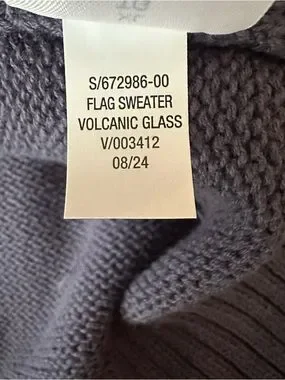 S/672986-00
FLAG SWEATER
VOLCANIC GLASS
V/003412
08/24